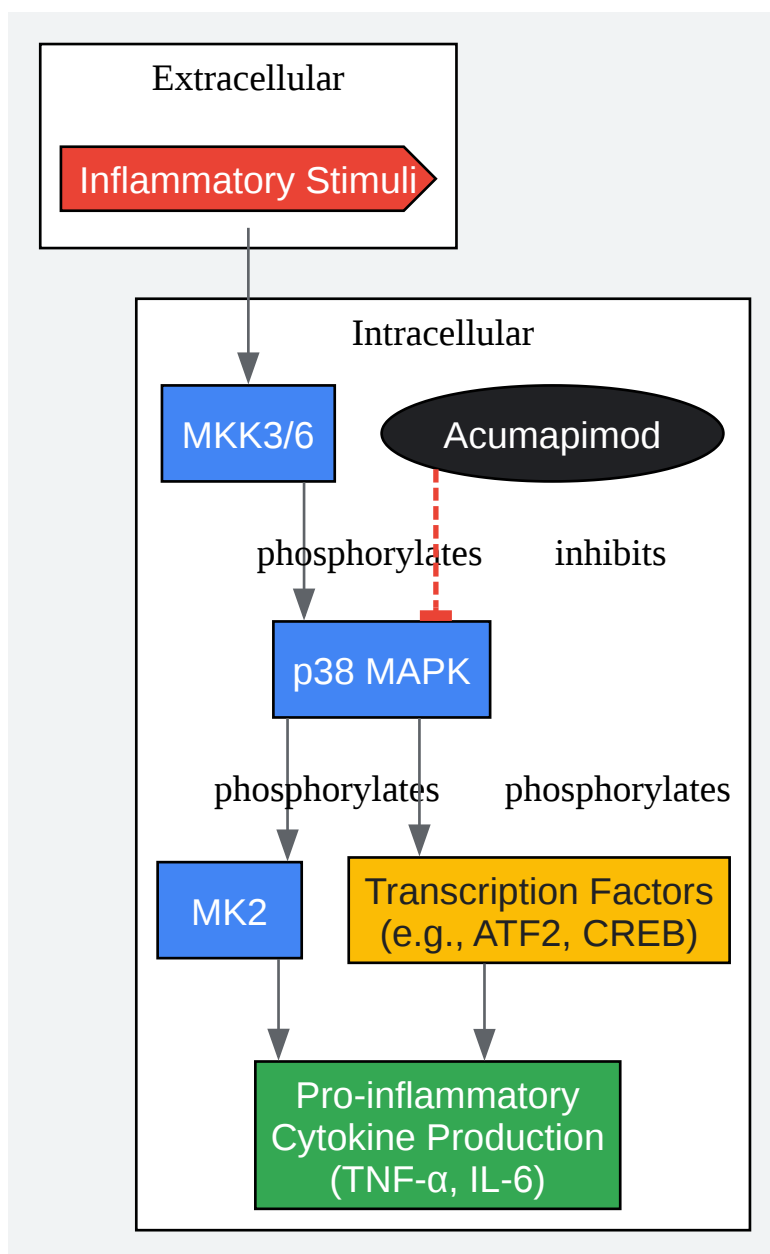 Extracellular
Inflammatory Stimuli
Intracellular
MKK3/6
Acumapimod
phosphorylates
inhibits
p38 MAPK
phosphorylates
phosphorylates
MK2
Transcription Factors
(e.g., ATF2, CREB)
Pro-inflammatory
Cytokine Production
(TNF-α, IL-6)